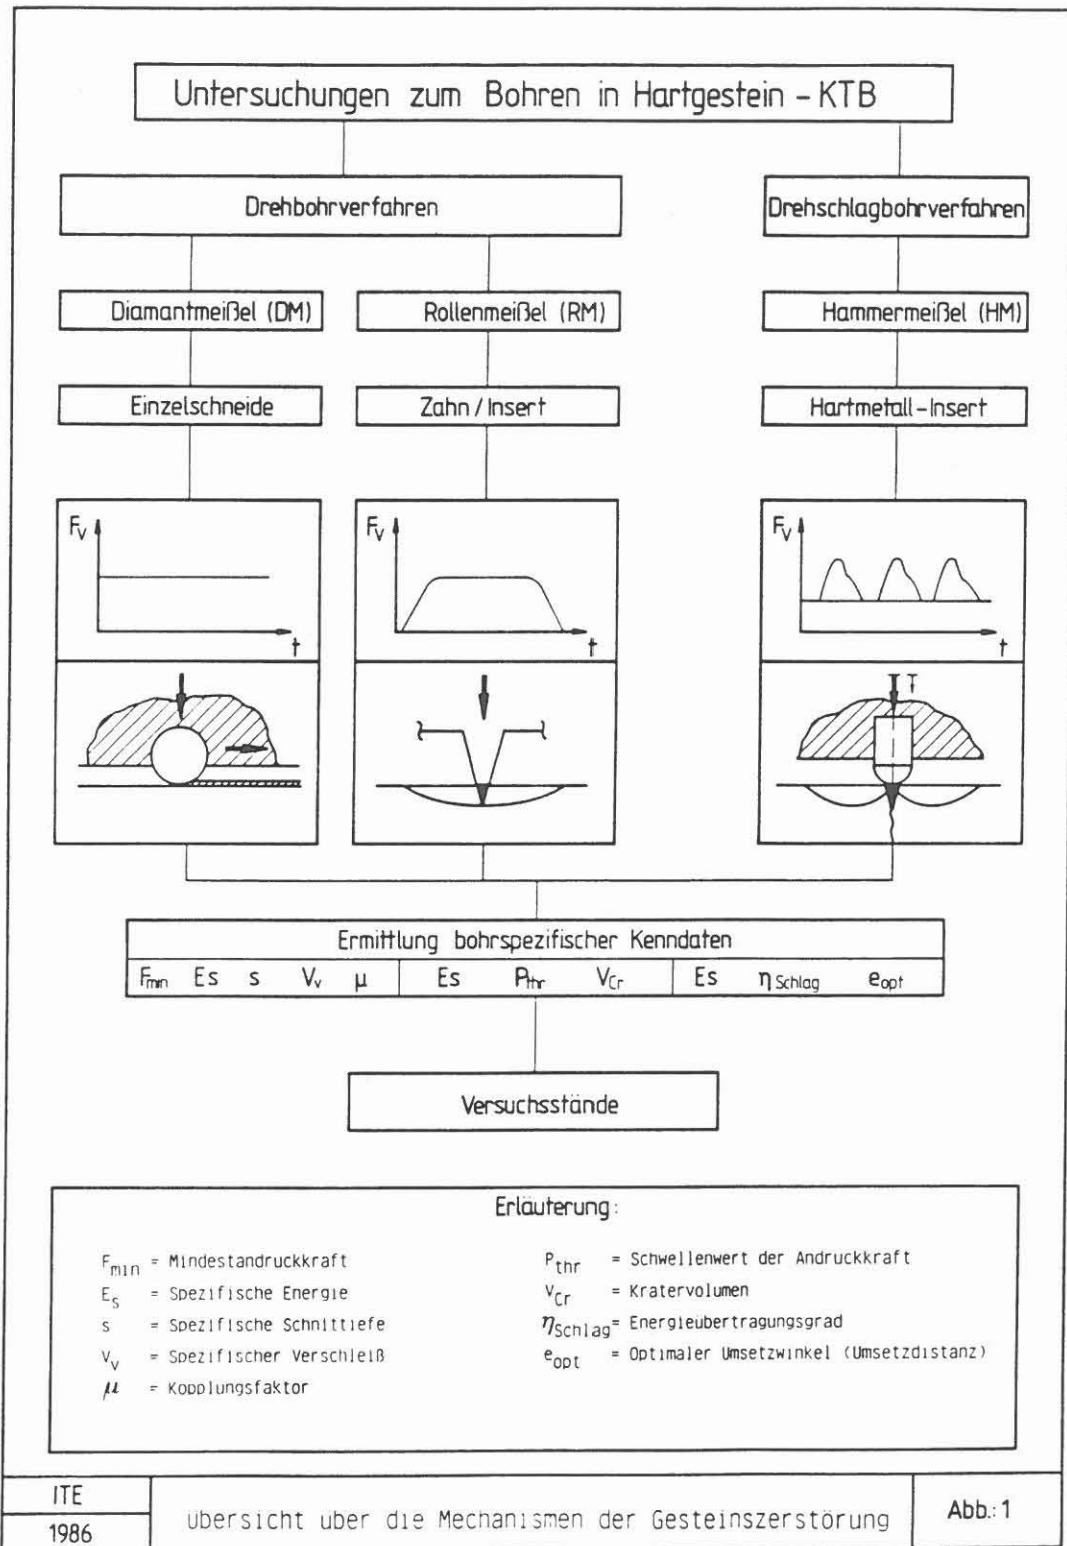 Untersuchungen zum Bohren in Hartgestein - KTB
Drehbohrverfahren
Drehschlagbohrverfahren
Diamantmeißel (DM)
Rollenmeißel (RM)
Hammermeißel (HM)
Einzelschneide
Zahn / Insert
Hartmetall-Insert
Fv
t
Fv
t
Fv
t
Ermittlung bohrspezifischer Kenndaten
Fmin Es s Vv μ Es Pthr VCr Es ηSchlag eopt
Versuchsstände
Erläuterung:
Fmin = Mindestandruckkraft
Es = Spezifische Energie
s = Spezifische Schnittiefe
Vv = Spezifischer Verschleiß
μ = Kopplungsfaktor
Pthr = Schwellenwert der Andruckkraft
VCr = Kratervolumen
ηSchlag = Energieübertragungsgrad
eopt = Optimaler Umsetzwinkel (Umsetzdistanz)
ITE
1986
Übersicht über die Mechanismen der Gesteinszerstörung
Abb.: 1